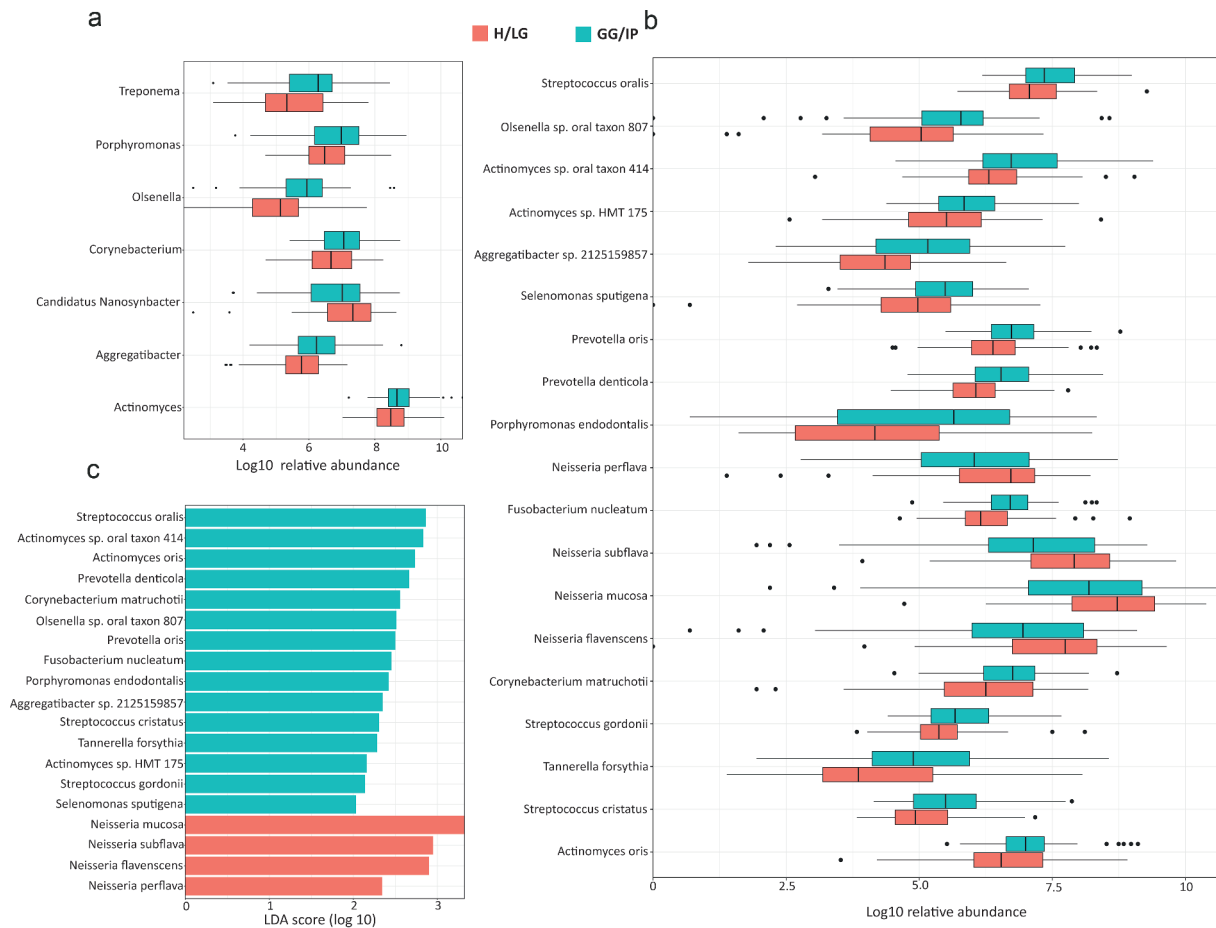 a
H/LG
GG/IP
b
Treponema
Porphyromonas
Olsenella
Corynebacterium
Candidatus Nanosynbacter
Aggregatibacter
Actinomyces
4
6
8
10
Log10 relative abundance
Streptococcus oralis
Olsenella sp. oral taxon 807
Actinomyces sp. oral taxon 414
Actinomyces sp. HMT 175
Aggregatibacter sp. 2125159857
Selenomonas sputigena
Prevotella oris
Prevotella denticola
Porphyromonas endodontalis
Neisseria perflava
Fusobacterium nucleatum
Neisseria subflava
Neisseria mucosa
Neisseria flavenscens
Corynebacterium matruchotii
Streptococcus gordonii
Tannerella forsythia
Streptococcus cristatus
Actinomyces oris
0
2.5
5.0
7.5
10
Log10 relative abundance
c
Streptococcus oralis
Actinomyces sp. oral taxon 414
Actinomyces oris
Prevotella denticola
Corynebacterium matruchotii
Olsenella sp. oral taxon 807
Prevotella oris
Fusobacterium nucleatum
Porphyromonas endodontalis
Aggregatibacter sp. 2125159857
Streptococcus cristatus
Tannerella forsythia
Actinomyces sp. HMT 175
Streptococcus gordonii
Selenomonas sputigena
Neisseria mucosa
Neisseria subflava
Neisseria flavenscens
Neisseria perflava
0
1
2
3
LDA score (log 10)